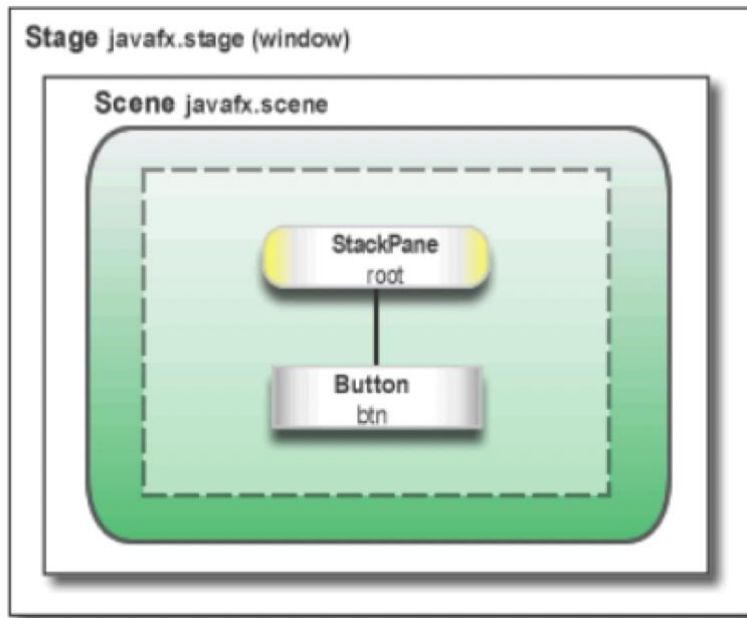 Stage javafx.stage (window)
Scene javafx.scene
StackPane
root
Button
btn